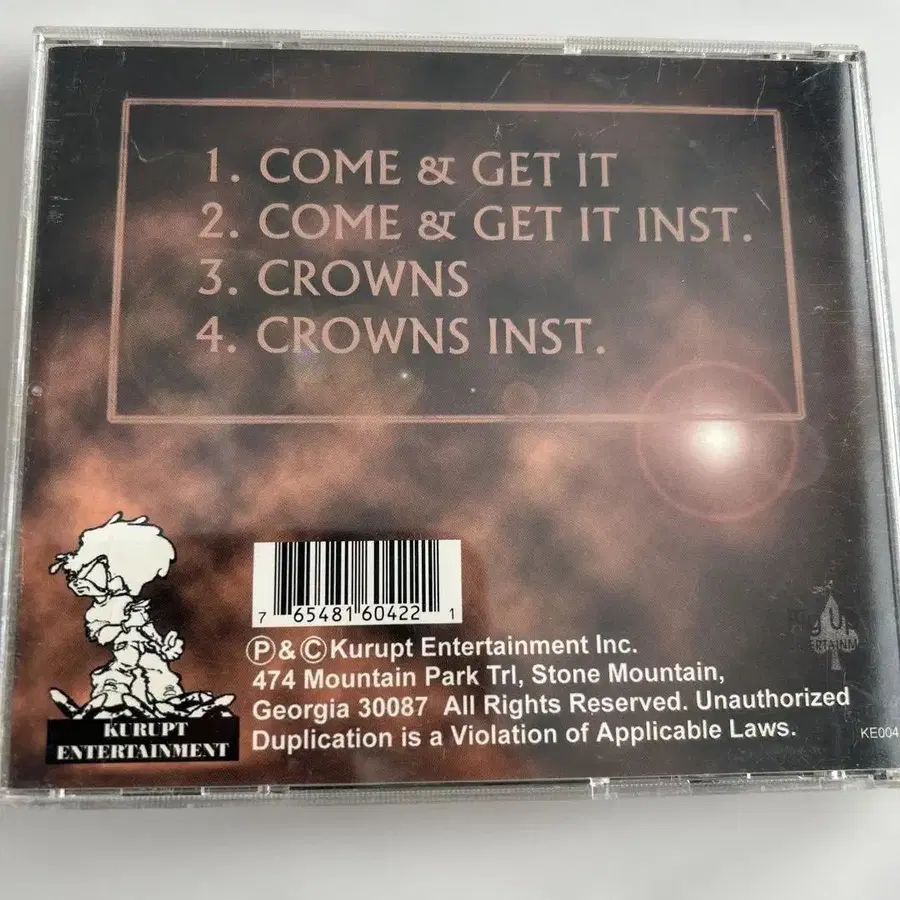 1. COME & GET IT
2. COME & GET IT INST.
3. CROWNS
4. CROWNS INST.
7 65481 60422 1
Ⓟ & © Kurupt Entertainment Inc.
474 Mountain Park Trl, Stone Mountain,
Georgia 30087 All Rights Reserved. Unauthorized
Duplication is a Violation of Applicable Laws.
KURUPT
ENTERTAINMENT
KE004